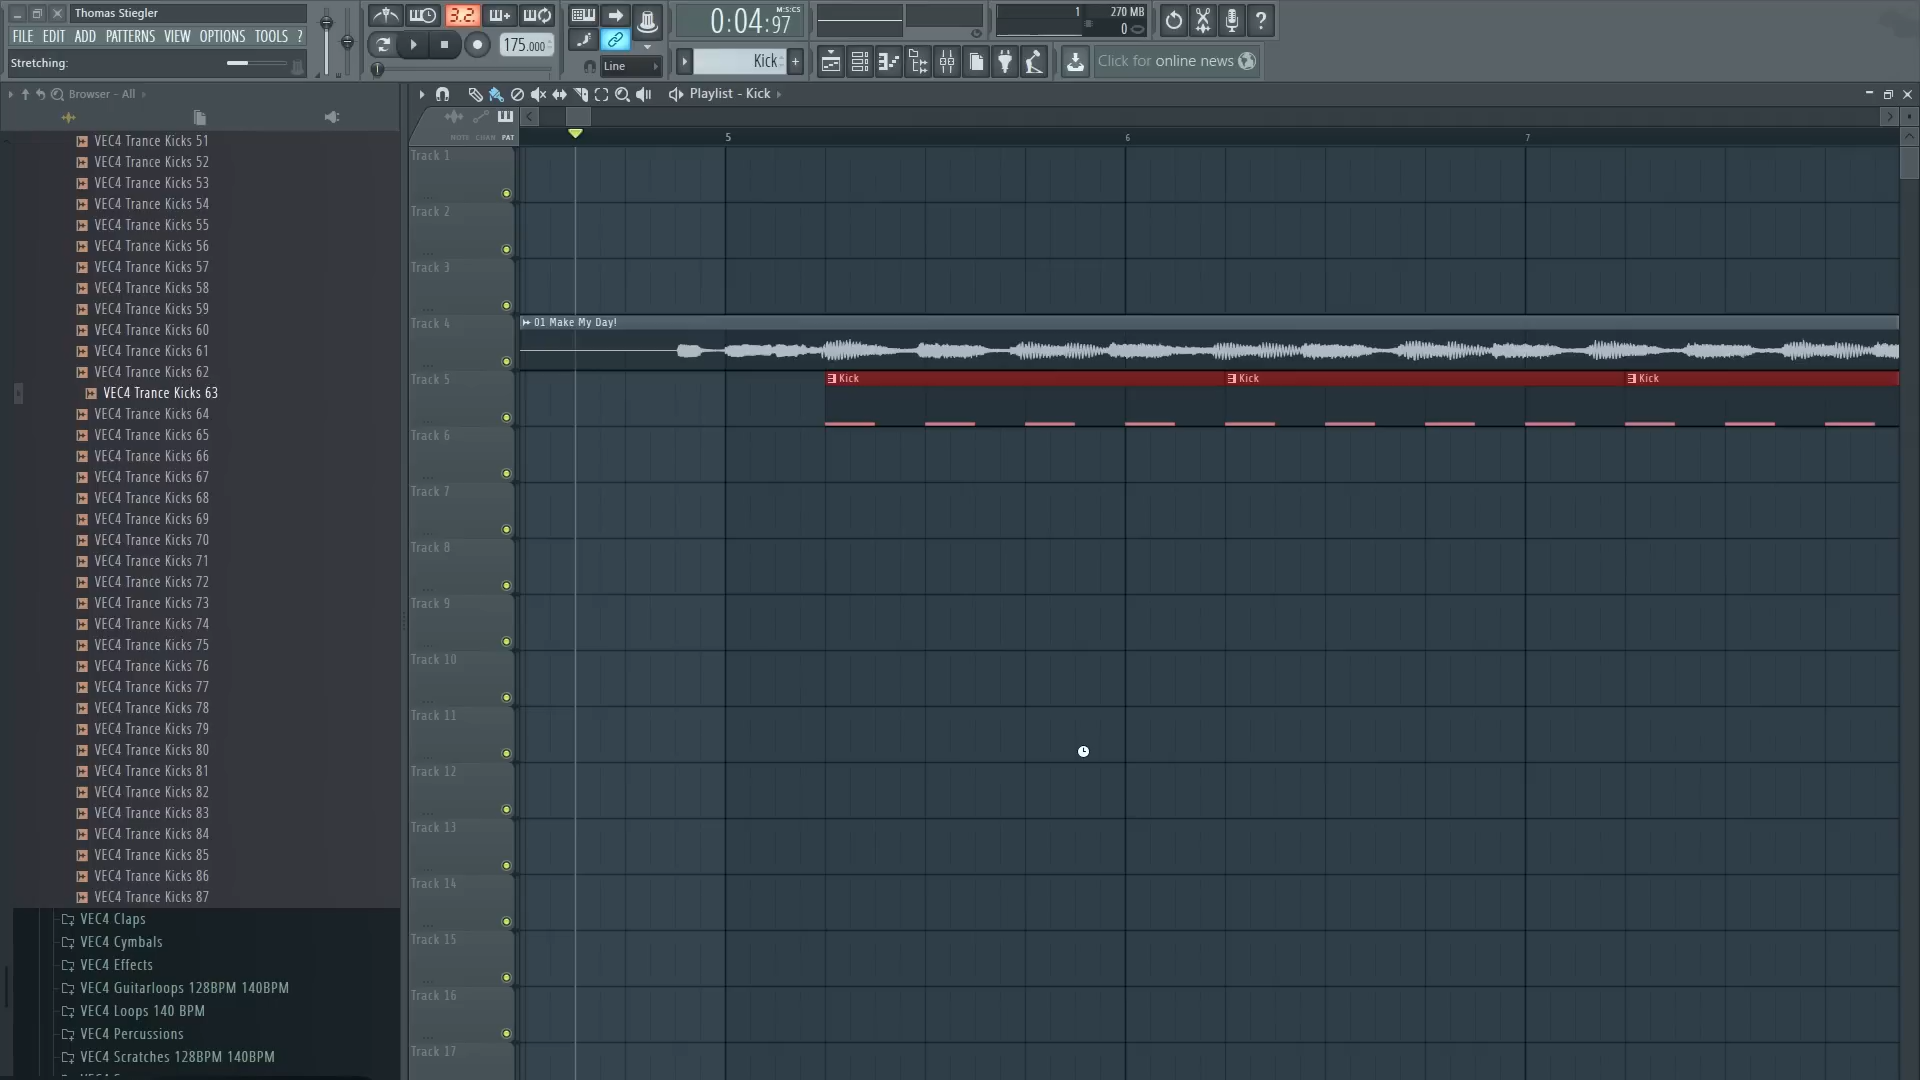 Thomas Stiegler
FILE EDIT ADD PATTERNS VIEW OPTIONS TOOLS ?
Stretching:
3.2.
175.000
Line
0:04:97
M:S:CS
Kick
1
270 MB
0
Click for online news
Browser - All
Playlist - Kick
NOTE CHAN PAT
5
6
7
VEC4 Trance Kicks 51
VEC4 Trance Kicks 52
VEC4 Trance Kicks 53
VEC4 Trance Kicks 54
VEC4 Trance Kicks 55
VEC4 Trance Kicks 56
VEC4 Trance Kicks 57
VEC4 Trance Kicks 58
VEC4 Trance Kicks 59
VEC4 Trance Kicks 60
VEC4 Trance Kicks 61
VEC4 Trance Kicks 62
VEC4 Trance Kicks 63
VEC4 Trance Kicks 64
VEC4 Trance Kicks 65
VEC4 Trance Kicks 66
VEC4 Trance Kicks 67
VEC4 Trance Kicks 68
VEC4 Trance Kicks 69
VEC4 Trance Kicks 70
VEC4 Trance Kicks 71
VEC4 Trance Kicks 72
VEC4 Trance Kicks 73
VEC4 Trance Kicks 74
VEC4 Trance Kicks 75
VEC4 Trance Kicks 76
VEC4 Trance Kicks 77
VEC4 Trance Kicks 78
VEC4 Trance Kicks 79
VEC4 Trance Kicks 80
VEC4 Trance Kicks 81
VEC4 Trance Kicks 82
VEC4 Trance Kicks 83
VEC4 Trance Kicks 84
VEC4 Trance Kicks 85
VEC4 Trance Kicks 86
VEC4 Trance Kicks 87
VEC4 Claps
VEC4 Cymbals
VEC4 Effects
VEC4 Guitarloops 128BPM 140BPM
VEC4 Loops 140 BPM
VEC4 Percussions
VEC4 Scratches 128BPM 140BPM
Track 1
Track 2
Track 3
Track 4
01 Make My Day!
Track 5
Kick
Kick
Kick
Track 6
Track 7
Track 8
Track 9
Track 10
Track 11
Track 12
Track 13
Track 14
Track 15
Track 16
Track 17